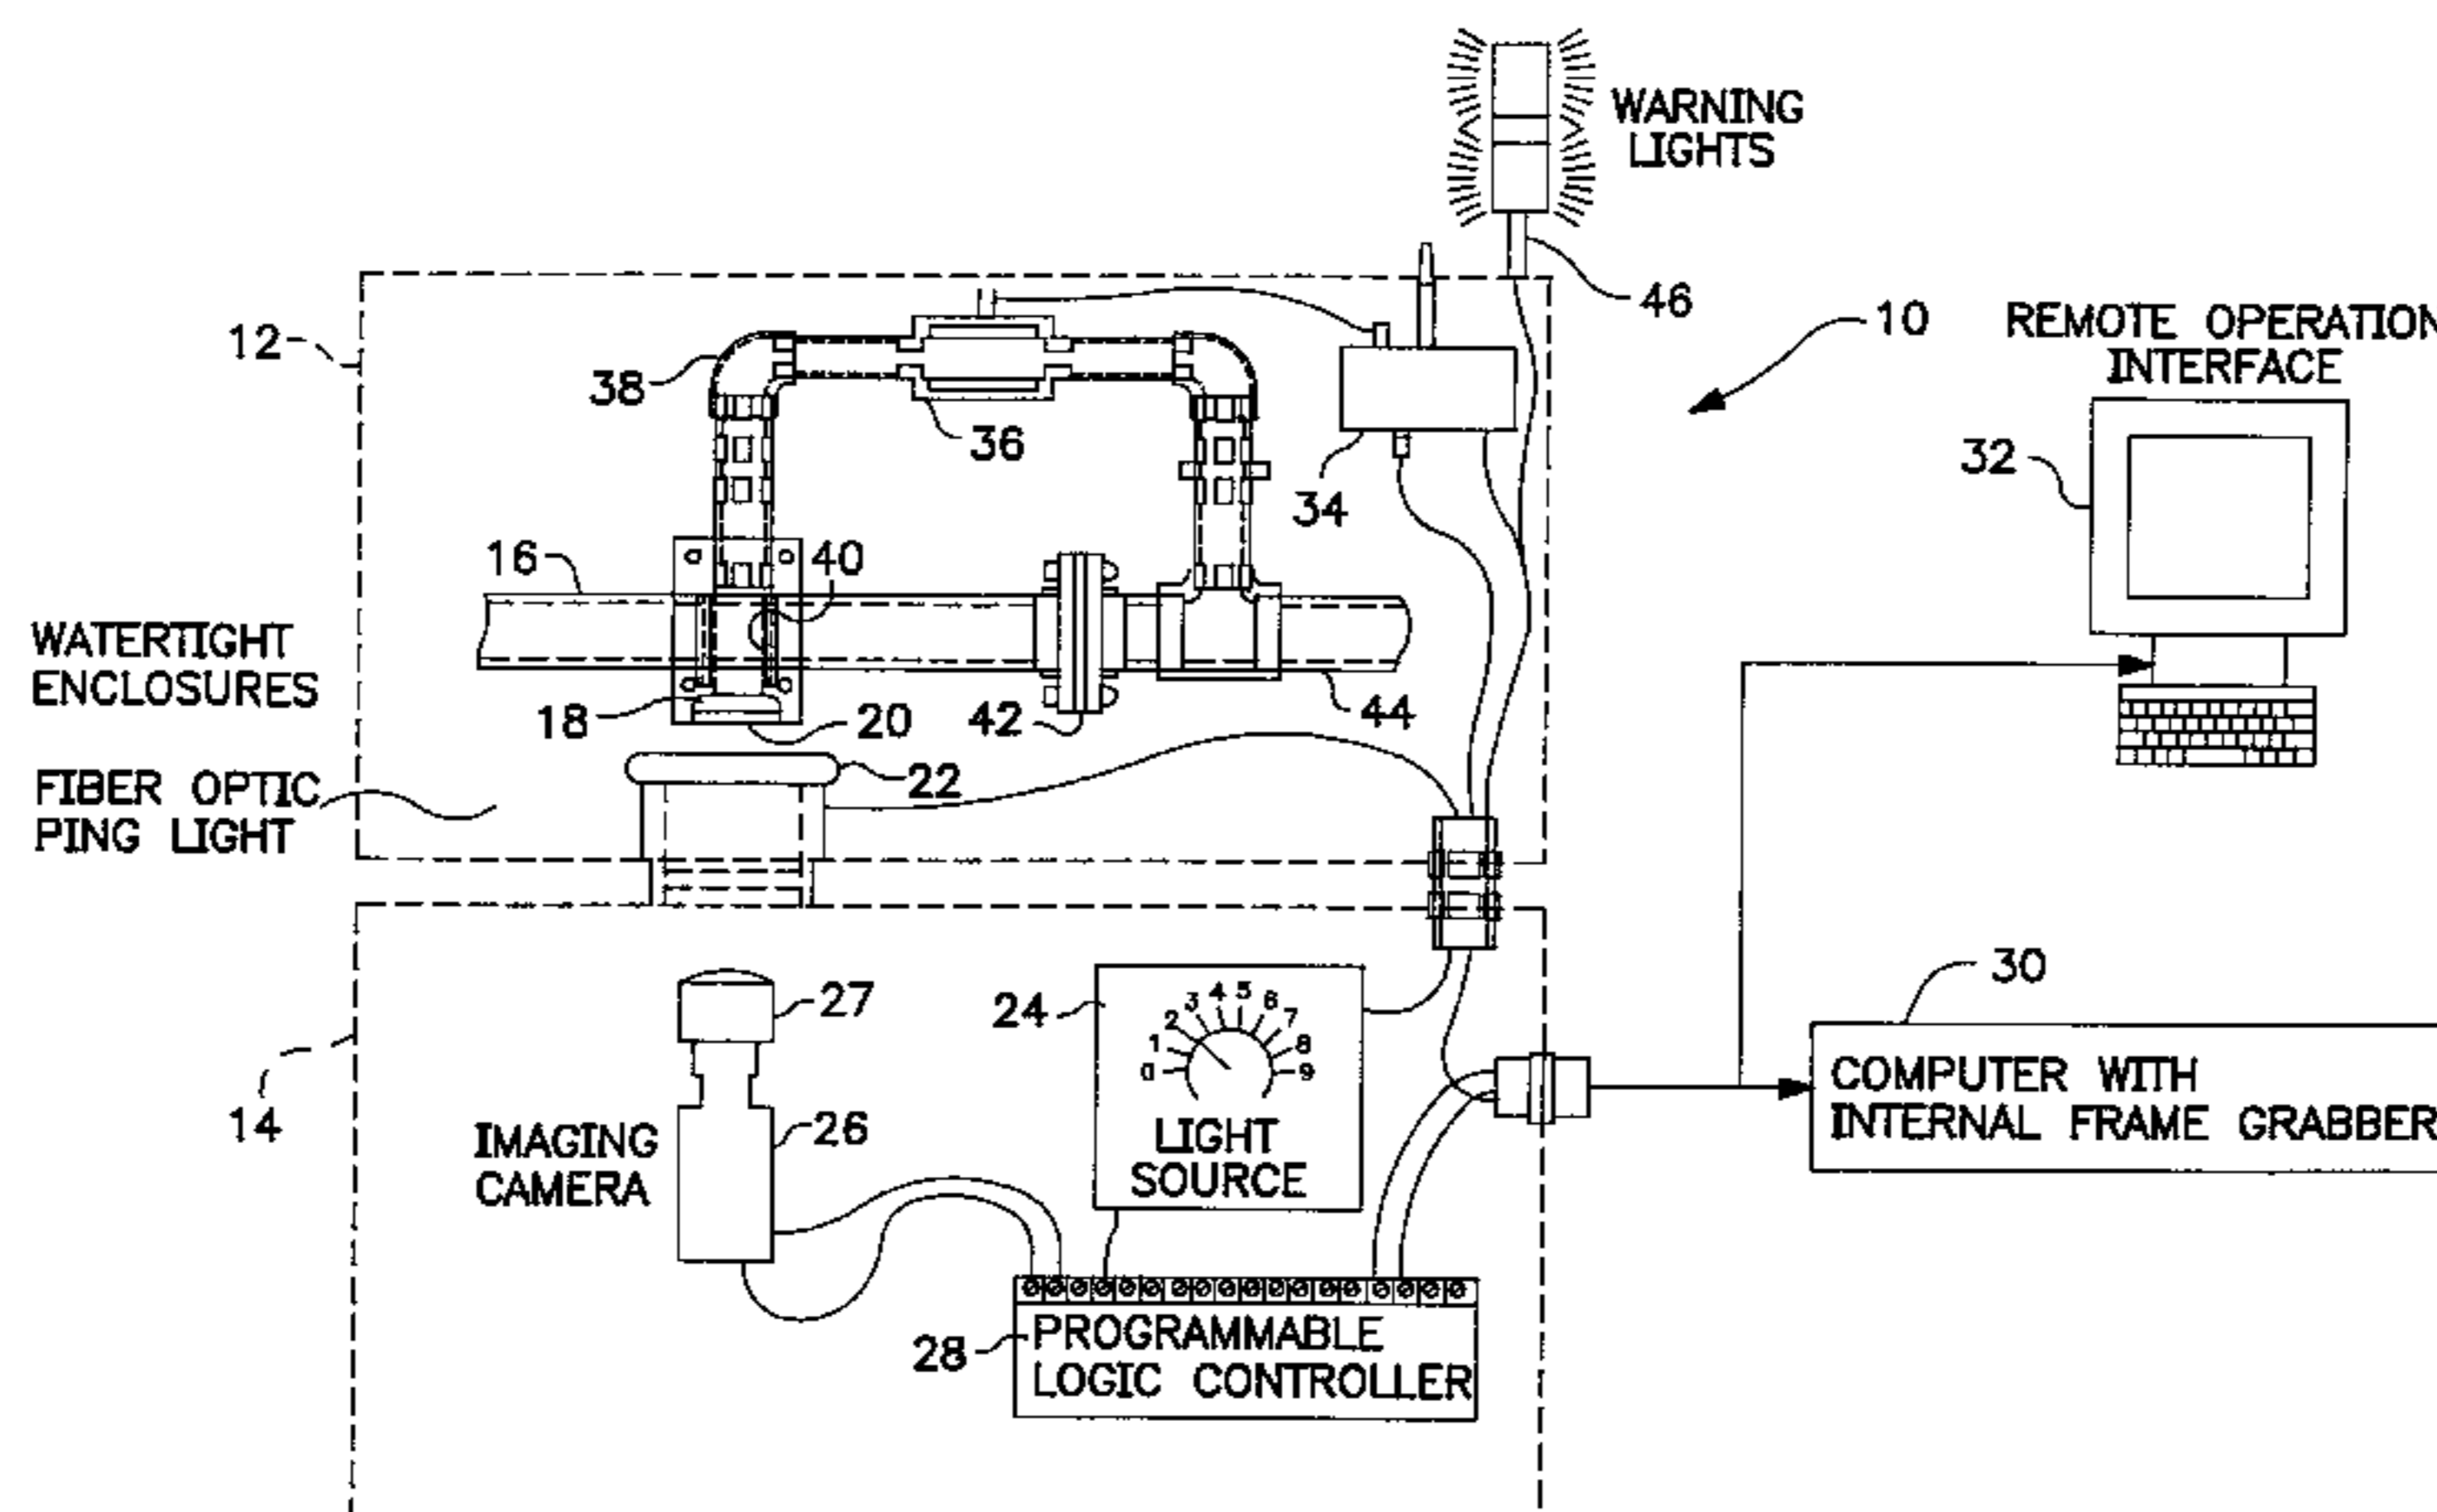 WARNING
LIGHTS
46
10
REMOTE OPERATION
INTERFACE
12
38
36
34
32
16
40
WATERTIGHT
ENCLOSURES
18
20
42
44
FIBER OPTIC
PING LIGHT
22
30
27
24
0 1 2 3 4 5 6 7 8 9
LIGHT
SOURCE
COMPUTER WITH
INTERNAL FRAME GRABBER
14
IMAGING
CAMERA
26
28
PROGRAMMABLE
LOGIC CONTROLLER